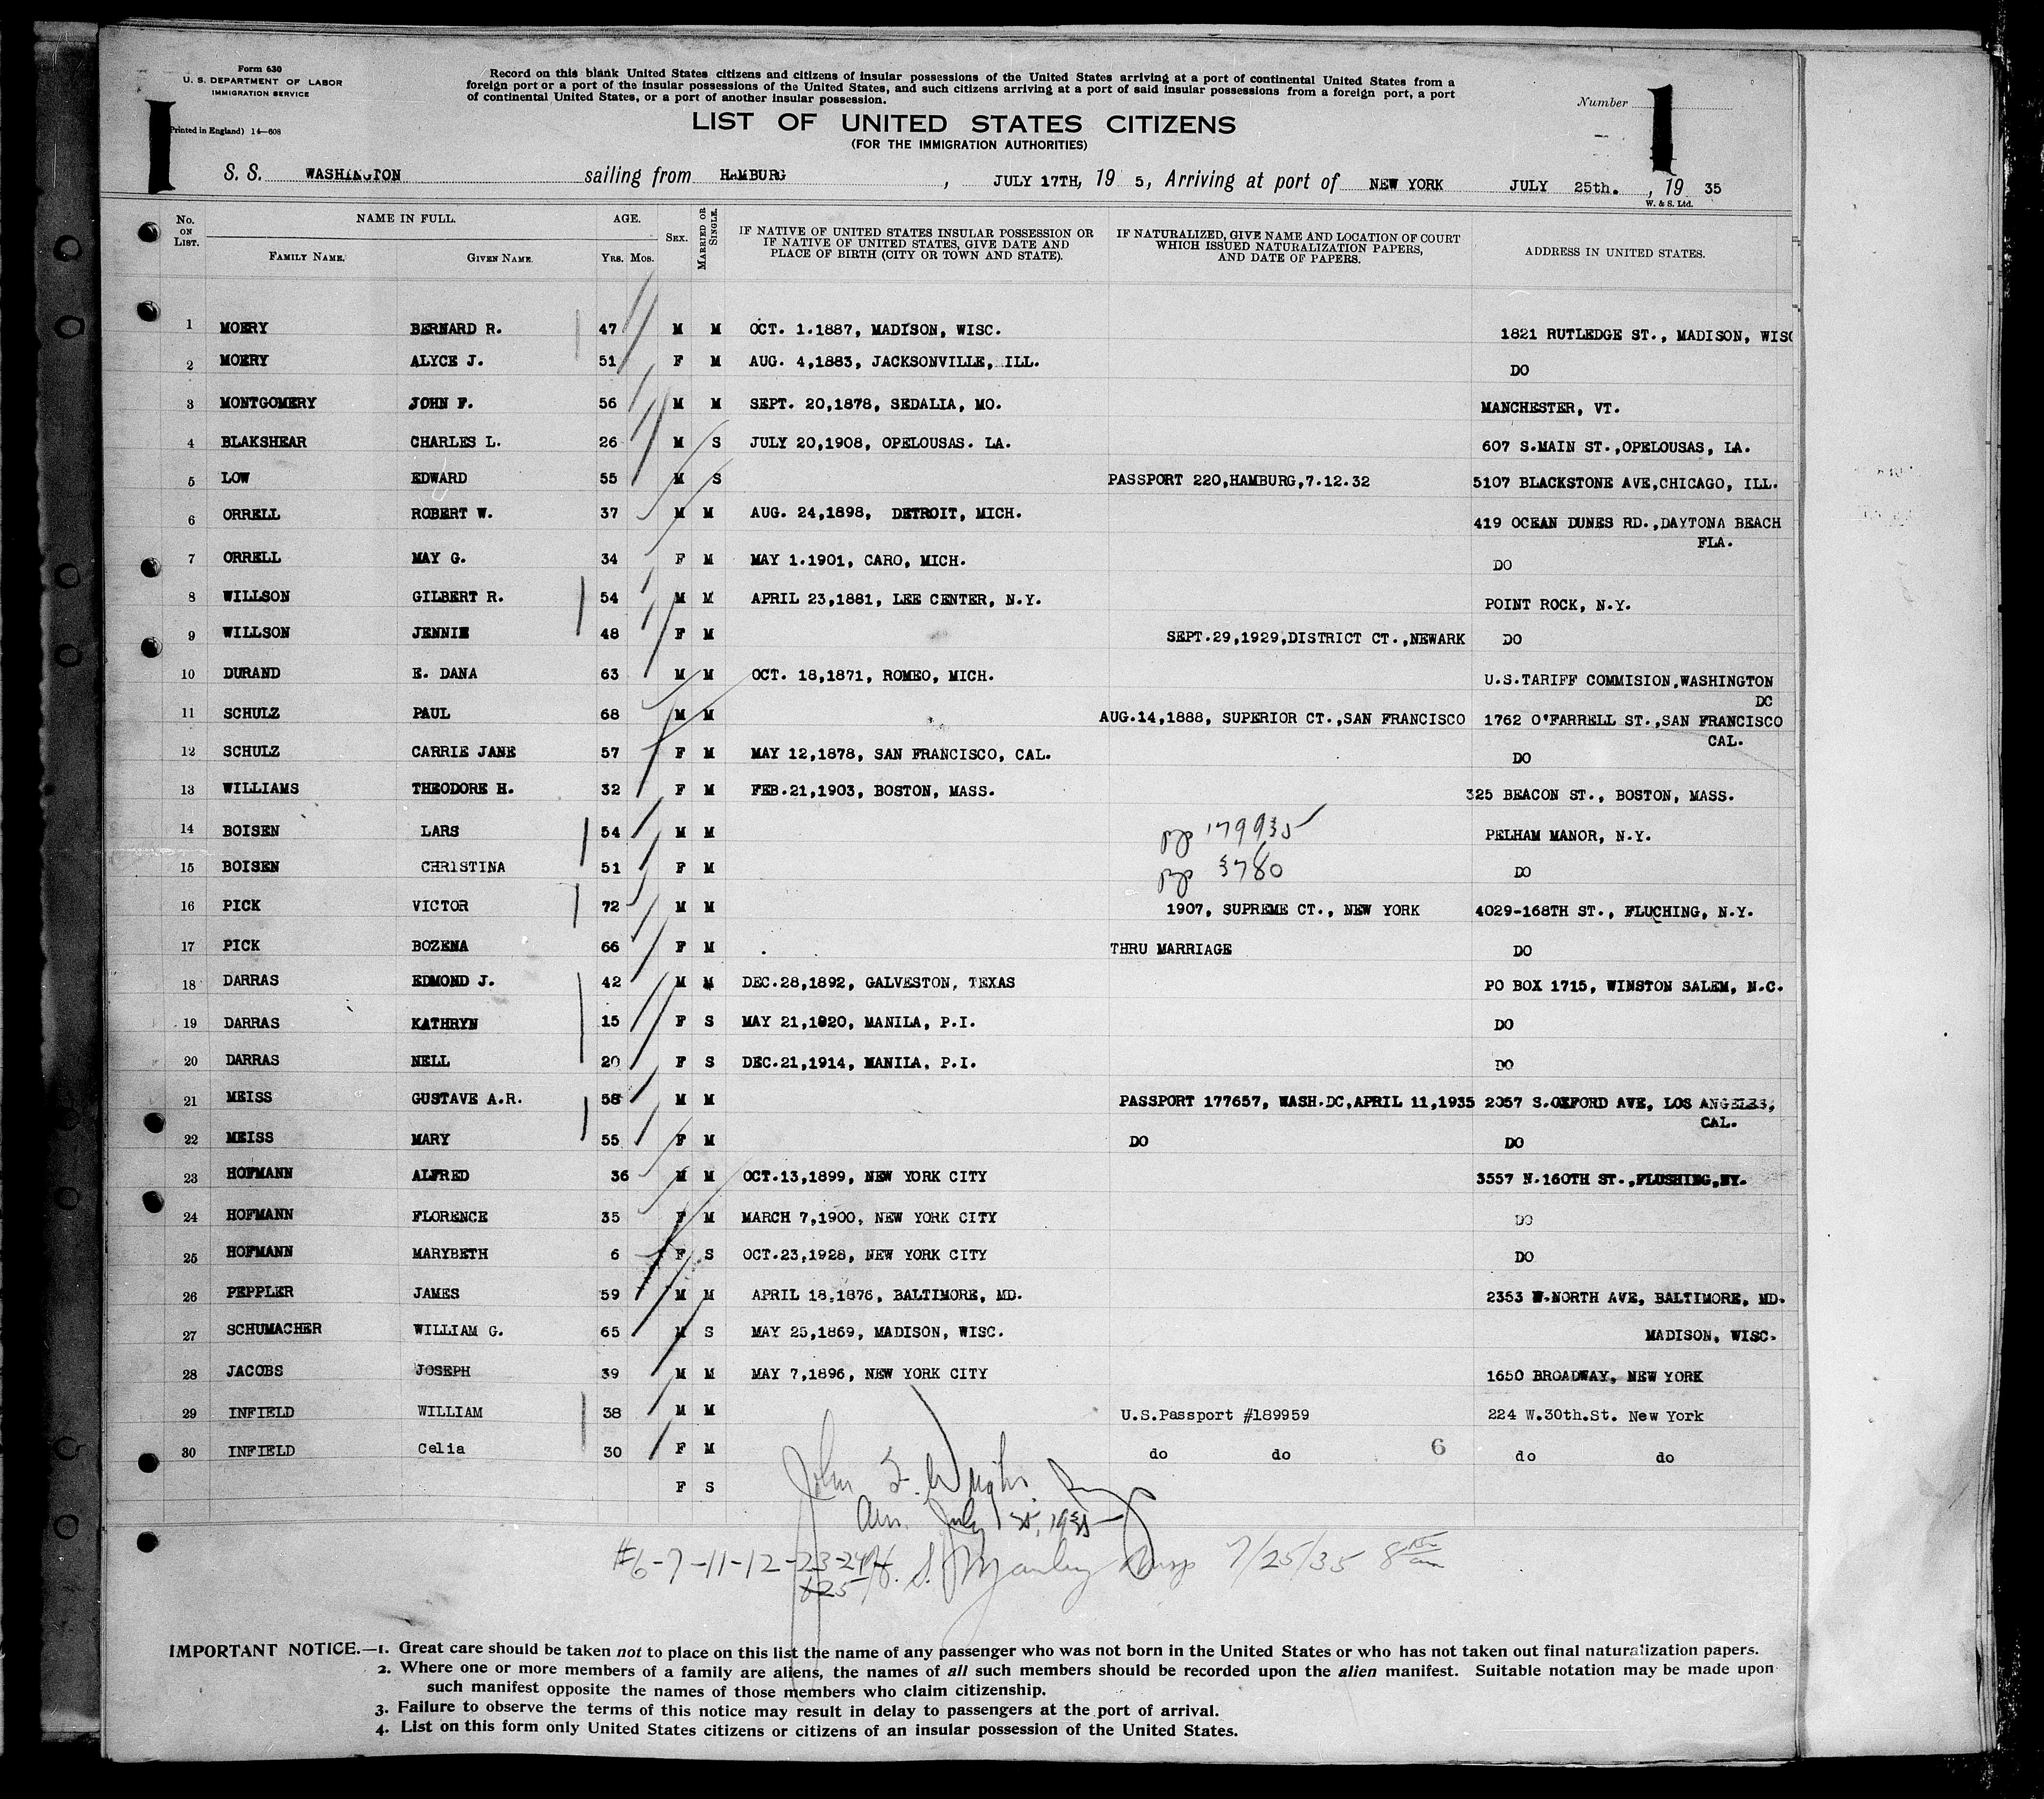 Form 630
U. S. DEPARTMENT OF LABOR
IMMIGRATION SERVICE
Printed in England) 14—608
Record on this blank United States citizens and citizens of insular possessions of the United States arriving at a port of continental United States from a
foreign port or a port of the insular possessions of the United States, and such citizens arriving at a port of said insular possessions from a foreign port, a port
of continental United States, or a port of another insular possession.
Number 1
1
LIST OF UNITED STATES CITIZENS
(FOR THE IMMIGRATION AUTHORITIES)
S. S. WASHINGTON sailing from HAMBURG, JULY 17TH, 19 5, Arriving at port of NEW YORK JULY 25th., 19 35
W. & S. Ltd.
No. ON LIST. NAME IN FULL. AGE. SEX. MARRIED OR SINGLE. IF NATIVE OF UNITED STATES INSULAR POSSESSION OR IF NATIVE OF UNITED STATES, GIVE DATE AND PLACE OF BIRTH (CITY OR TOWN AND STATE). IF NATURALIZED, GIVE NAME AND LOCATION OF COURT WHICH ISSUED NATURALIZATION PAPERS, AND DATE OF PAPERS. ADDRESS IN UNITED STATES.
FAMILY NAME. GIVEN NAME. YRS. MOS.
1 MOERY BERNARD R. 47 M M OCT. 1.1887, MADISON, WISC. 1821 RUTLEDGE ST., MADISON, WISC
2 MOERY ALYCE J. 51 F M AUG. 4,1883, JACKSONVILLE, ILL. DO
3 MONTGOMERY JOHN F. 56 M M SEPT. 20,1878, SEDALIA, MO. MANCHESTER, VT.
4 BLAKSHEAR CHARLES L. 26 M S JULY 20,1908, OPELOUSAS. LA. 607 S.MAIN ST.,OPELOUSAS, LA.
5 LOW EDWARD 55 M S PASSPORT 220,HAMBURG,7.12.32 5107 BLACKSTONE AVE,CHICAGO, ILL.
6 ORRELL ROBERT W. 37 M M AUG. 24,1898, DETROIT, MICH. 419 OCEAN DUNES RD.,DAYTONA BEACH
FLA.
7 ORRELL MAY G. 34 F M MAY 1.1901, CARO, MICH. DO
8 WILLSON GILBERT R. 54 M M APRIL 23,1881, LEE CENTER, N.Y. POINT ROCK, N.Y.
9 WILLSON JENNIE 48 F M SEPT.29,1929,DISTRICT CT.,NEWARK DO
10 DURAND E. DANA 63 M M OCT. 18,1871, ROMEO, MICH. U.S.TARIFF COMMISION,WASHINGTON
DC
11 SCHULZ PAUL 68 M M AUG.14,1888, SUPERIOR CT.,SAN FRANCISCO 1762 O'FARRELL ST.,SAN FRANCISCO
CAL.
12 SCHULZ CARRIE JANE 57 F M MAY 12,1878, SAN FRANCISCO, CAL. DO
13 WILLIAMS THEODORE H. 32 F M FEB.21,1903, BOSTON, MASS. 325 BEACON ST., BOSTON, MASS.
14 BOISEN LARS 54 M M pp 179935 PELHAM MANOR, N.Y.
15 BOISEN CHRISTINA 51 F M pp 3780 DO
16 PICK VICTOR 72 M M 1907, SUPREME CT., NEW YORK 4029-168TH ST., FLUCHING, N.Y.
17 PICK BOZENA 66 F M THRU MARRIAGE DO
18 DARRAS EDMOND J. 42 M M DEC.28,1892, GALVESTON, TEXAS PO BOX 1715, WINSTON SALEM, N.C.
19 DARRAS KATHRYN 15 F S MAY 21,1920, MANILA, P.I. DO
20 DARRAS NELL 20 F S DEC.21,1914, MANILA, P.I. DO
21 MEISS GUSTAVE A.R. 58 M M PASSPORT 177657, WASH.DC,APRIL 11,1935 2057 S.OXFORD AVE, LOS ANGELES,
CAL.
22 MEISS MARY 55 F M DO DO
23 HOFMANN ALFRED 36 M M OCT.13,1899, NEW YORK CITY 3557 N.160TH ST.,FLUSHING,NY.
24 HOFMANN FLORENCE 35 F M MARCH 7,1900, NEW YORK CITY DO
25 HOFMANN MARYBETH 6 F S OCT.23,1928, NEW YORK CITY DO
26 PEPPLER JAMES 59 M M APRIL 18,1876, BALTIMORE, MD. 2353 W.NORTH AVE, BALTIMORE, MD.
27 SCHUMACHER WILLIAM G. 65 M S MAY 25,1869, MADISON, WISC. MADISON, WISC.
28 JACOBS JOSEPH 39 M M MAY 7,1896, NEW YORK CITY 1650 BROADWAY, NEW YORK
29 INFIELD WILLIAM 38 M M U.S.Passport #189959 224 W.30th.St. New York
30 INFIELD Celia 30 F M do do 6 do do
F S
John
July 25, 1935
#6-7-11-12-23-24
+25 7/25/35 8
IMPORTANT NOTICE.—1. Great care should be taken not to place on this list the name of any passenger who was not born in the United States or who has not taken out final naturalization papers.
2. Where one or more members of a family are aliens, the names of all such members should be recorded upon the alien manifest. Suitable notation may be made upon
such manifest opposite the names of those members who claim citizenship.
3. Failure to observe the terms of this notice may result in delay to passengers at the port of arrival.
4. List on this form only United States citizens or citizens of an insular possession of the United States.